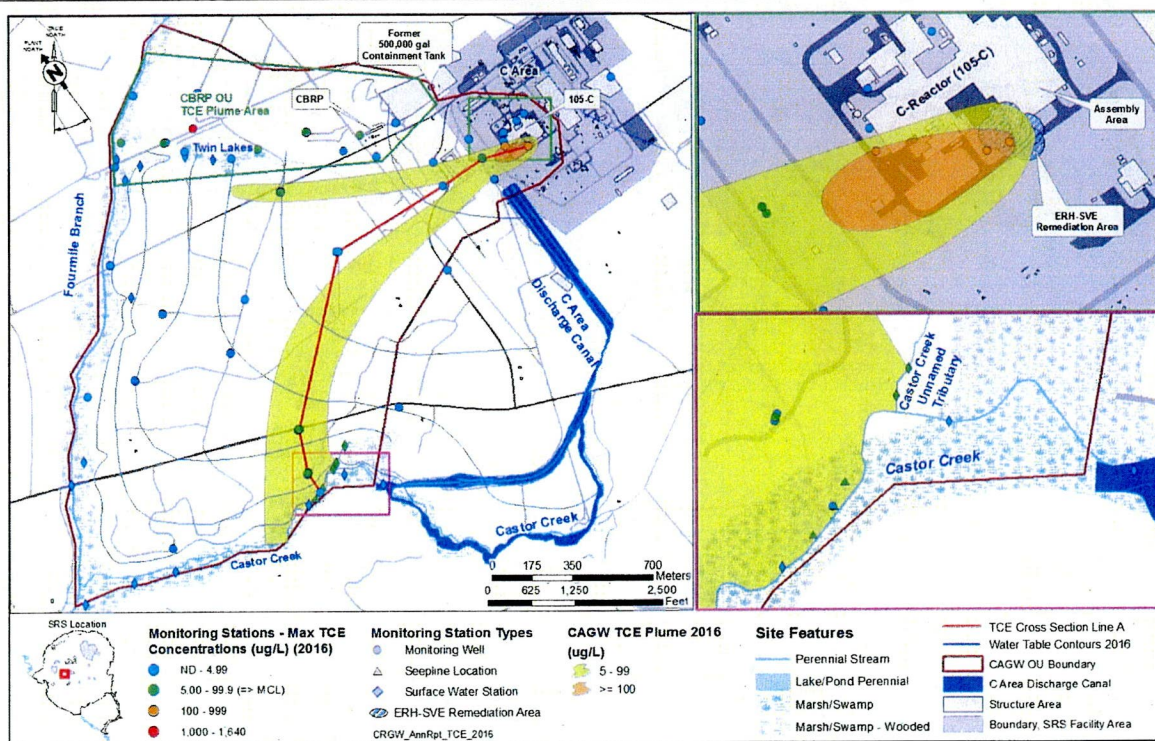 TRUE
NORTH
PLANT
NORTH
N
Former
500,000 gal
Containment Tank
C Area
CBRP
105-C
CBRP OU
TCE Plume Area
Twin Lakes
Fourmile Branch
C Area
Discharge Canal
Castor Creek
Castor Creek
0 175 350 700
Meters
0 625 1,250 2,500
Feet
C-Reactor (105-C)
Assembly
Area
ERH-SVE
Remediation Area
Castor Creek
Unnamed
Tributary
Castor Creek
SRS Location
Monitoring Stations - Max TCE
Concentrations (ug/L) (2016)
ND - 4.99
5.00 - 99.9 (=> MCL)
100 - 999
1,000 - 1,640
Monitoring Station Types
Monitoring Well
Seepline Location
Surface Water Station
ERH-SVE Remediation Area
CRGW_AnnRpt_TCE_2016
CAGW TCE Plume 2016
(ug/L)
5 - 99
>= 100
Site Features
Perennial Stream
Lake/Pond Perennial
Marsh/Swamp
Marsh/Swamp - Wooded
TCE Cross Section Line A
Water Table Contours 2016
CAGW OU Boundary
C Area Discharge Canal
Structure Area
Boundary, SRS Facility Area